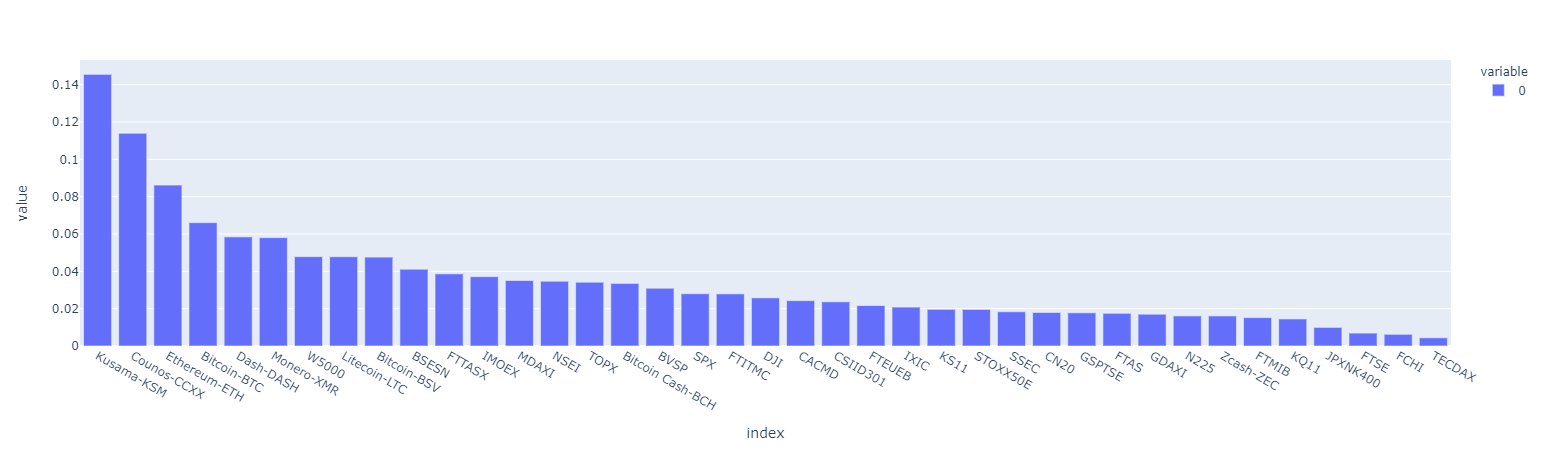 variable
0
value
0.14
0.12
0.1
0.08
0.06
0.04
0.02
0
Kusama-KSM
Counos-CCXX
Ethereum-ETH
Bitcoin-BTC
Dash-DASH
Monero-XMR
W5000
Litecoin-LTC
Bitcoin-BSV
BSESN
FTTASX
IMOEX
MDAXI
NSEI
TOPX
Bitcoin Cash-BCH
BVSP
SPX
FTITMC
DJI
CACMD
CSIID301
FTEUEB
IXIC
KS11
STOXX50E
SSEC
CN20
GSPTSE
FTAS
GDAXI
N225
Zcash-ZEC
FTMIB
KQ11
JPXNK400
FTSE
FCHI
TECDAX
index